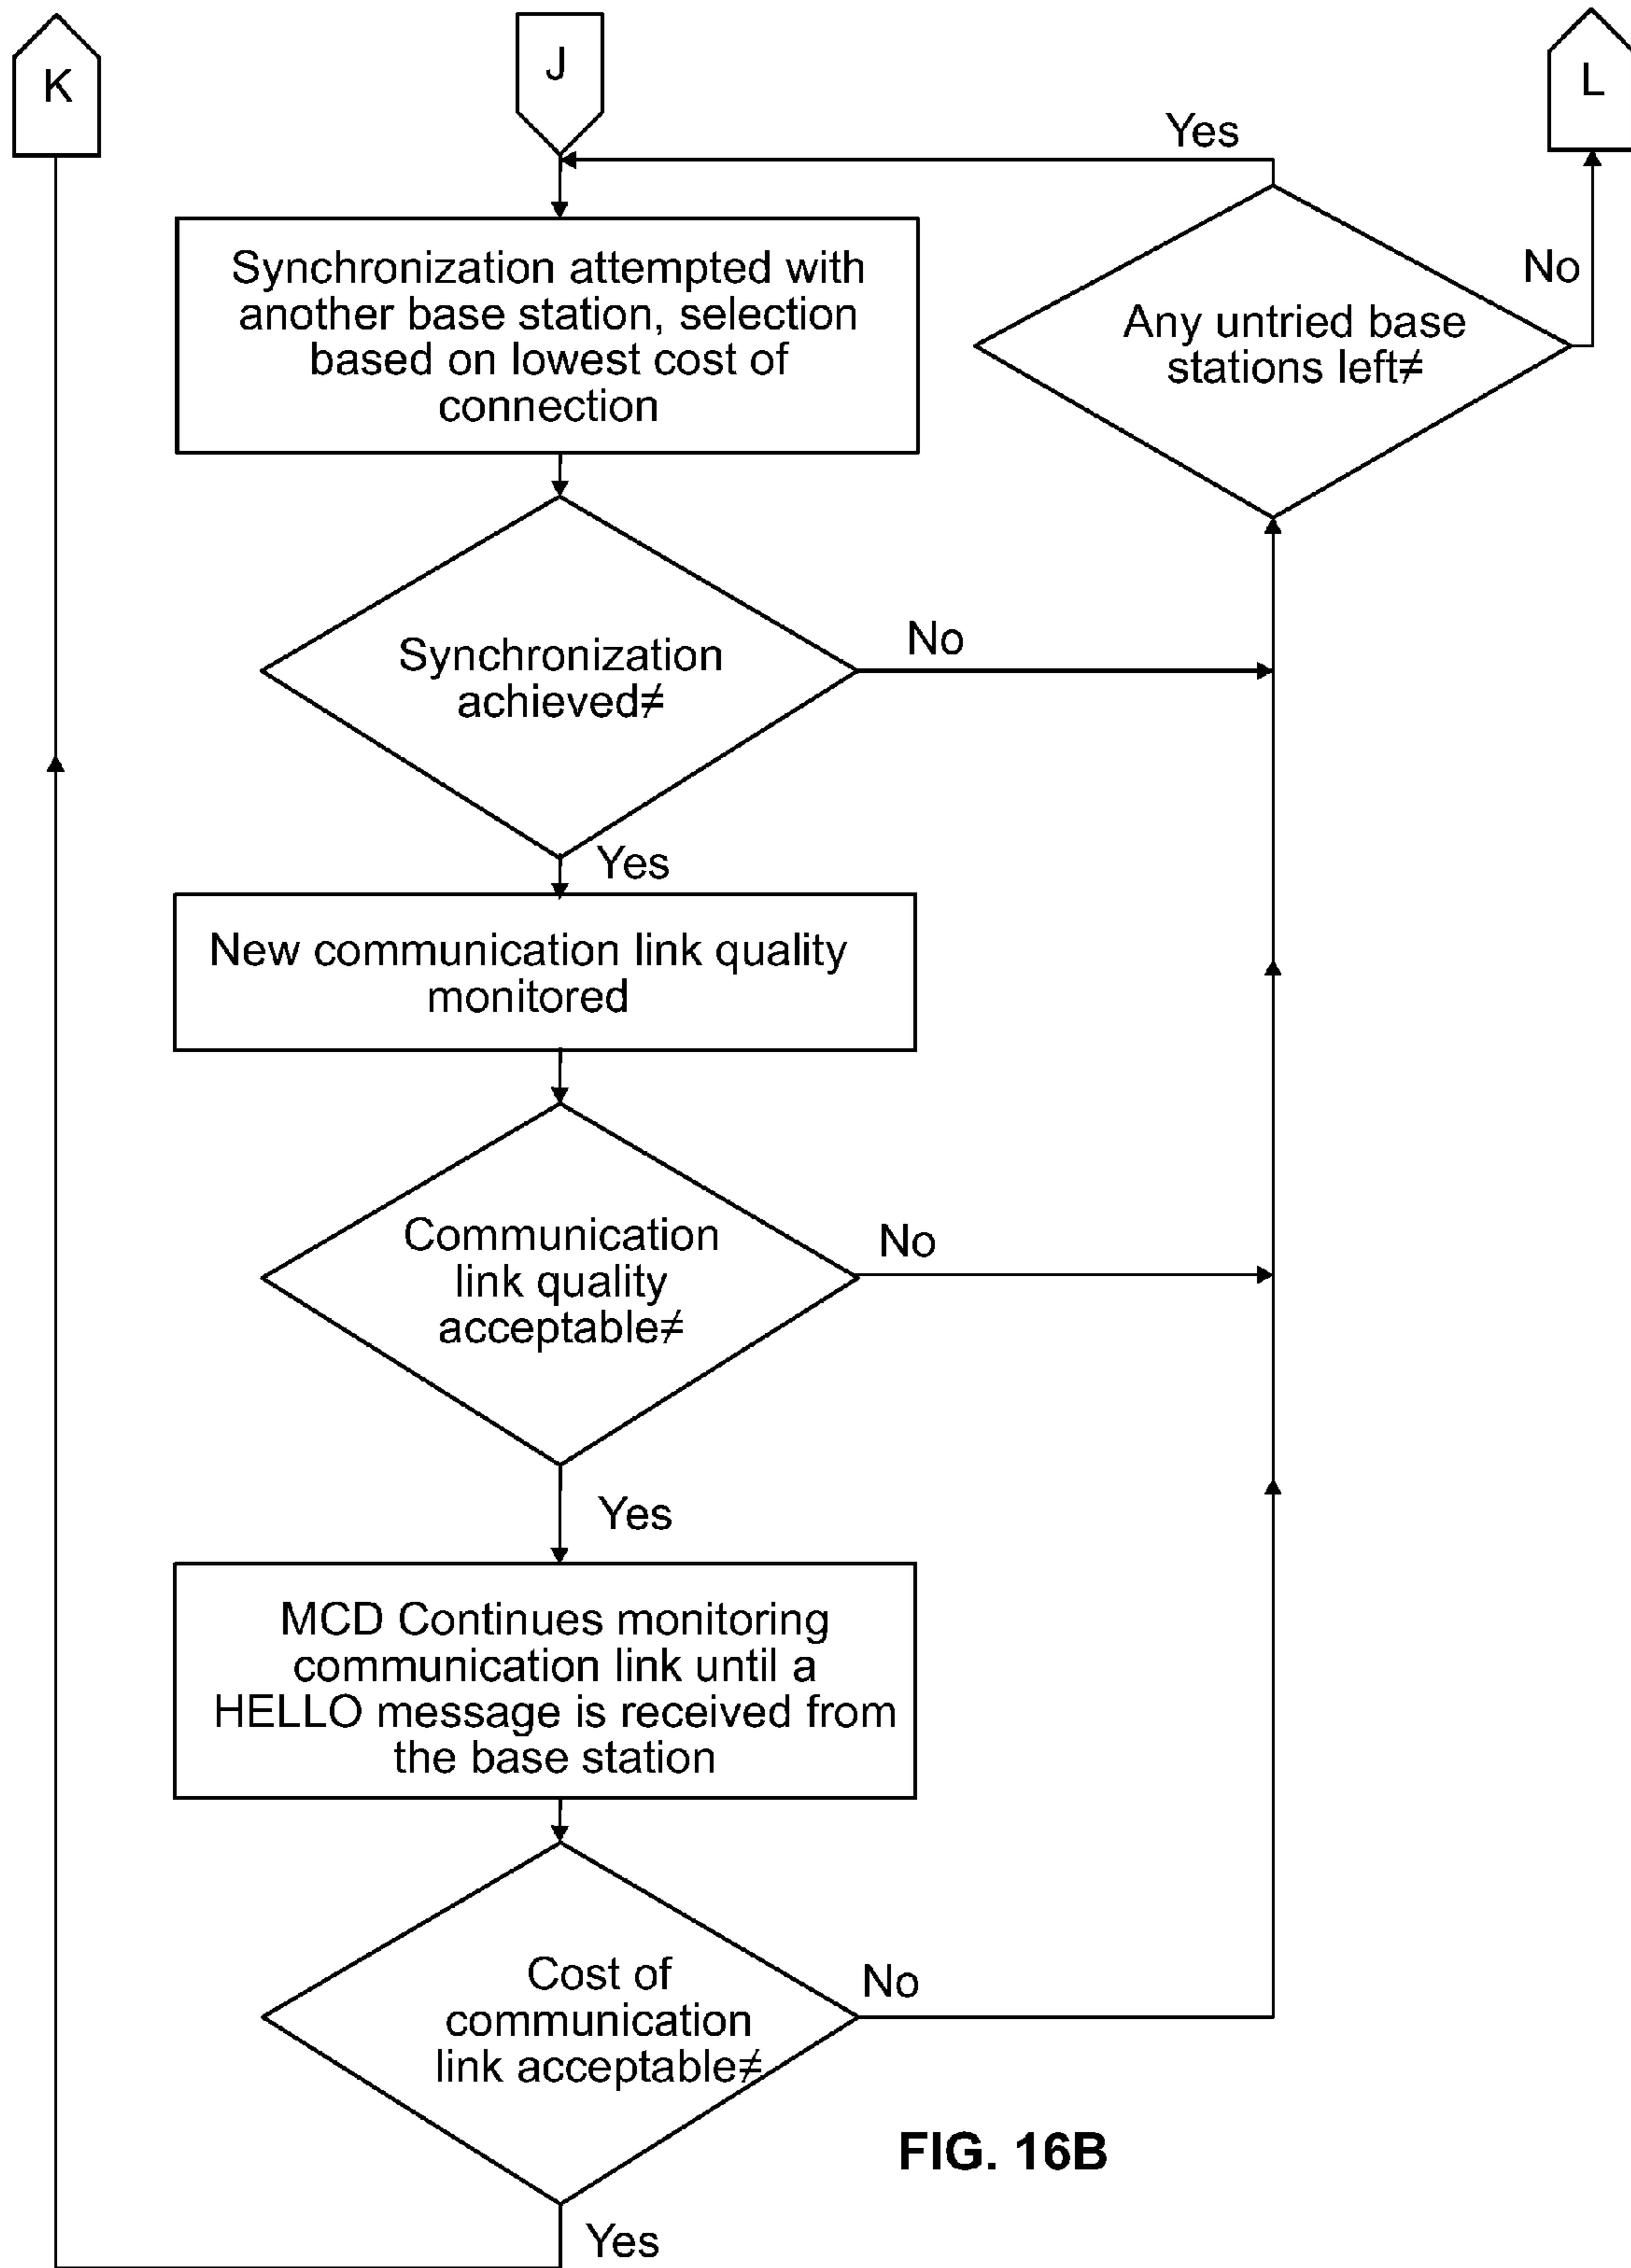 K
J
L
Yes
Synchronization attempted with
another base station, selection
based on lowest cost of
connection
No
Any untried base
stations left≠
Synchronization
achieved≠
No
Yes
New communication link quality
monitored
Communication
link quality
acceptable≠
No
Yes
MCD Continues monitoring
communication link until a
HELLO message is received from
the base station
Cost of
communication
link acceptable≠
No
FIG. 16B
Yes